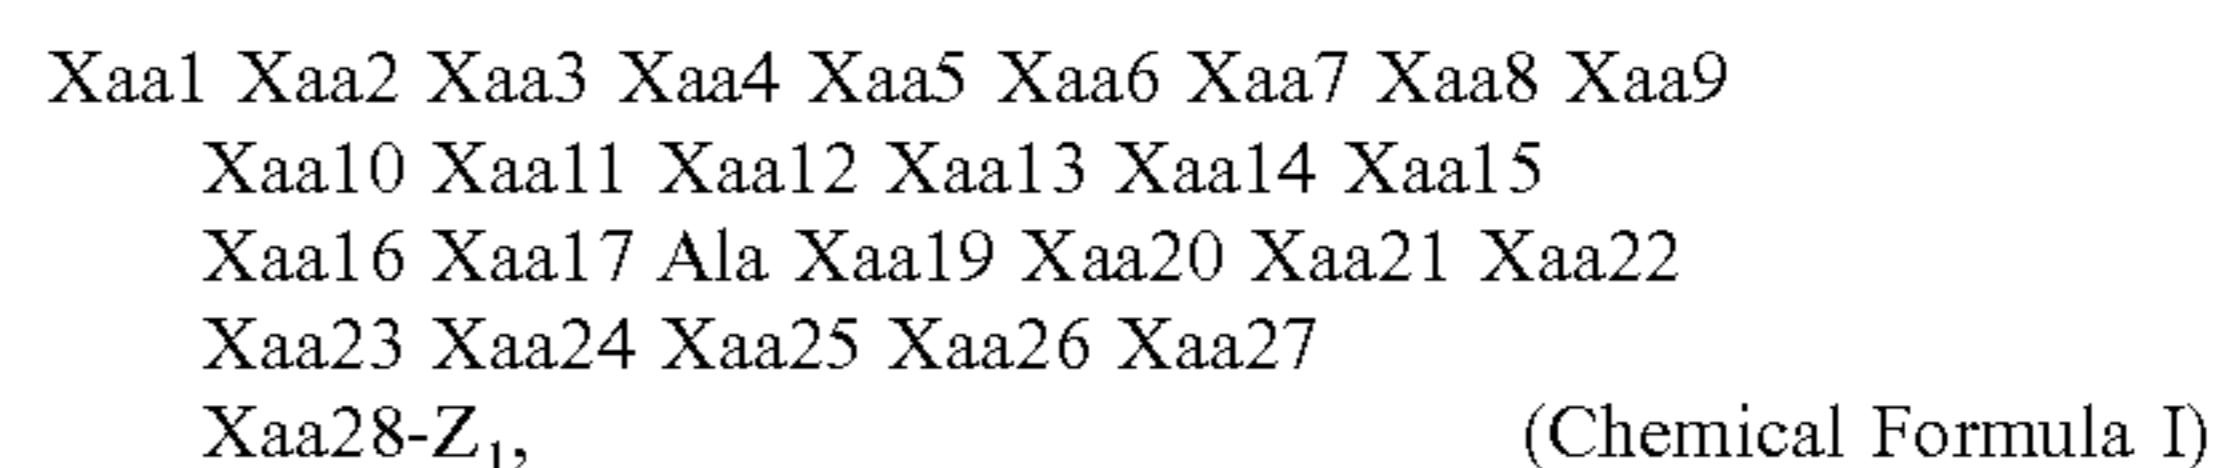 Xaa1 Xaa2 Xaa3 Xaa4 Xaa5 Xaa6 Xaa7 Xaa8 Xaa9
Xaa10 Xaa11 Xaa12 Xaa13 Xaa14 Xaa15
Xaa16 Xaa17 Ala Xaa19 Xaa20 Xaa21 Xaa22
Xaa23 Xaa24 Xaa25 Xaa26 Xaa27
Xaa28-Z₁, (Chemical Formula I)